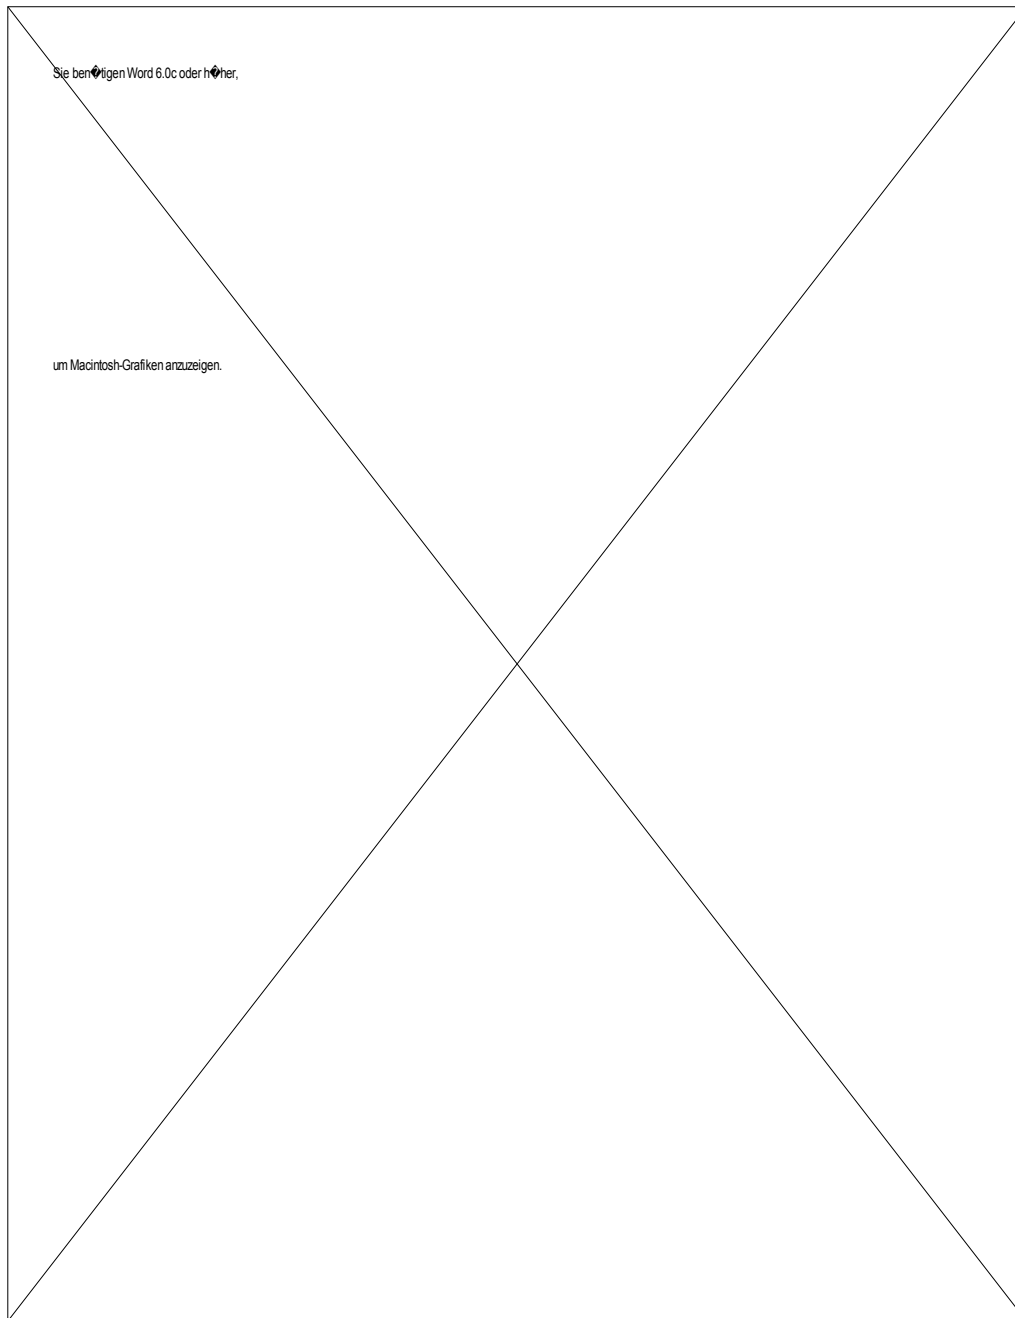 Sie ben�tigen Word 6.0c oder h�her,
um Macintosh-Grafiken anzuzeigen.